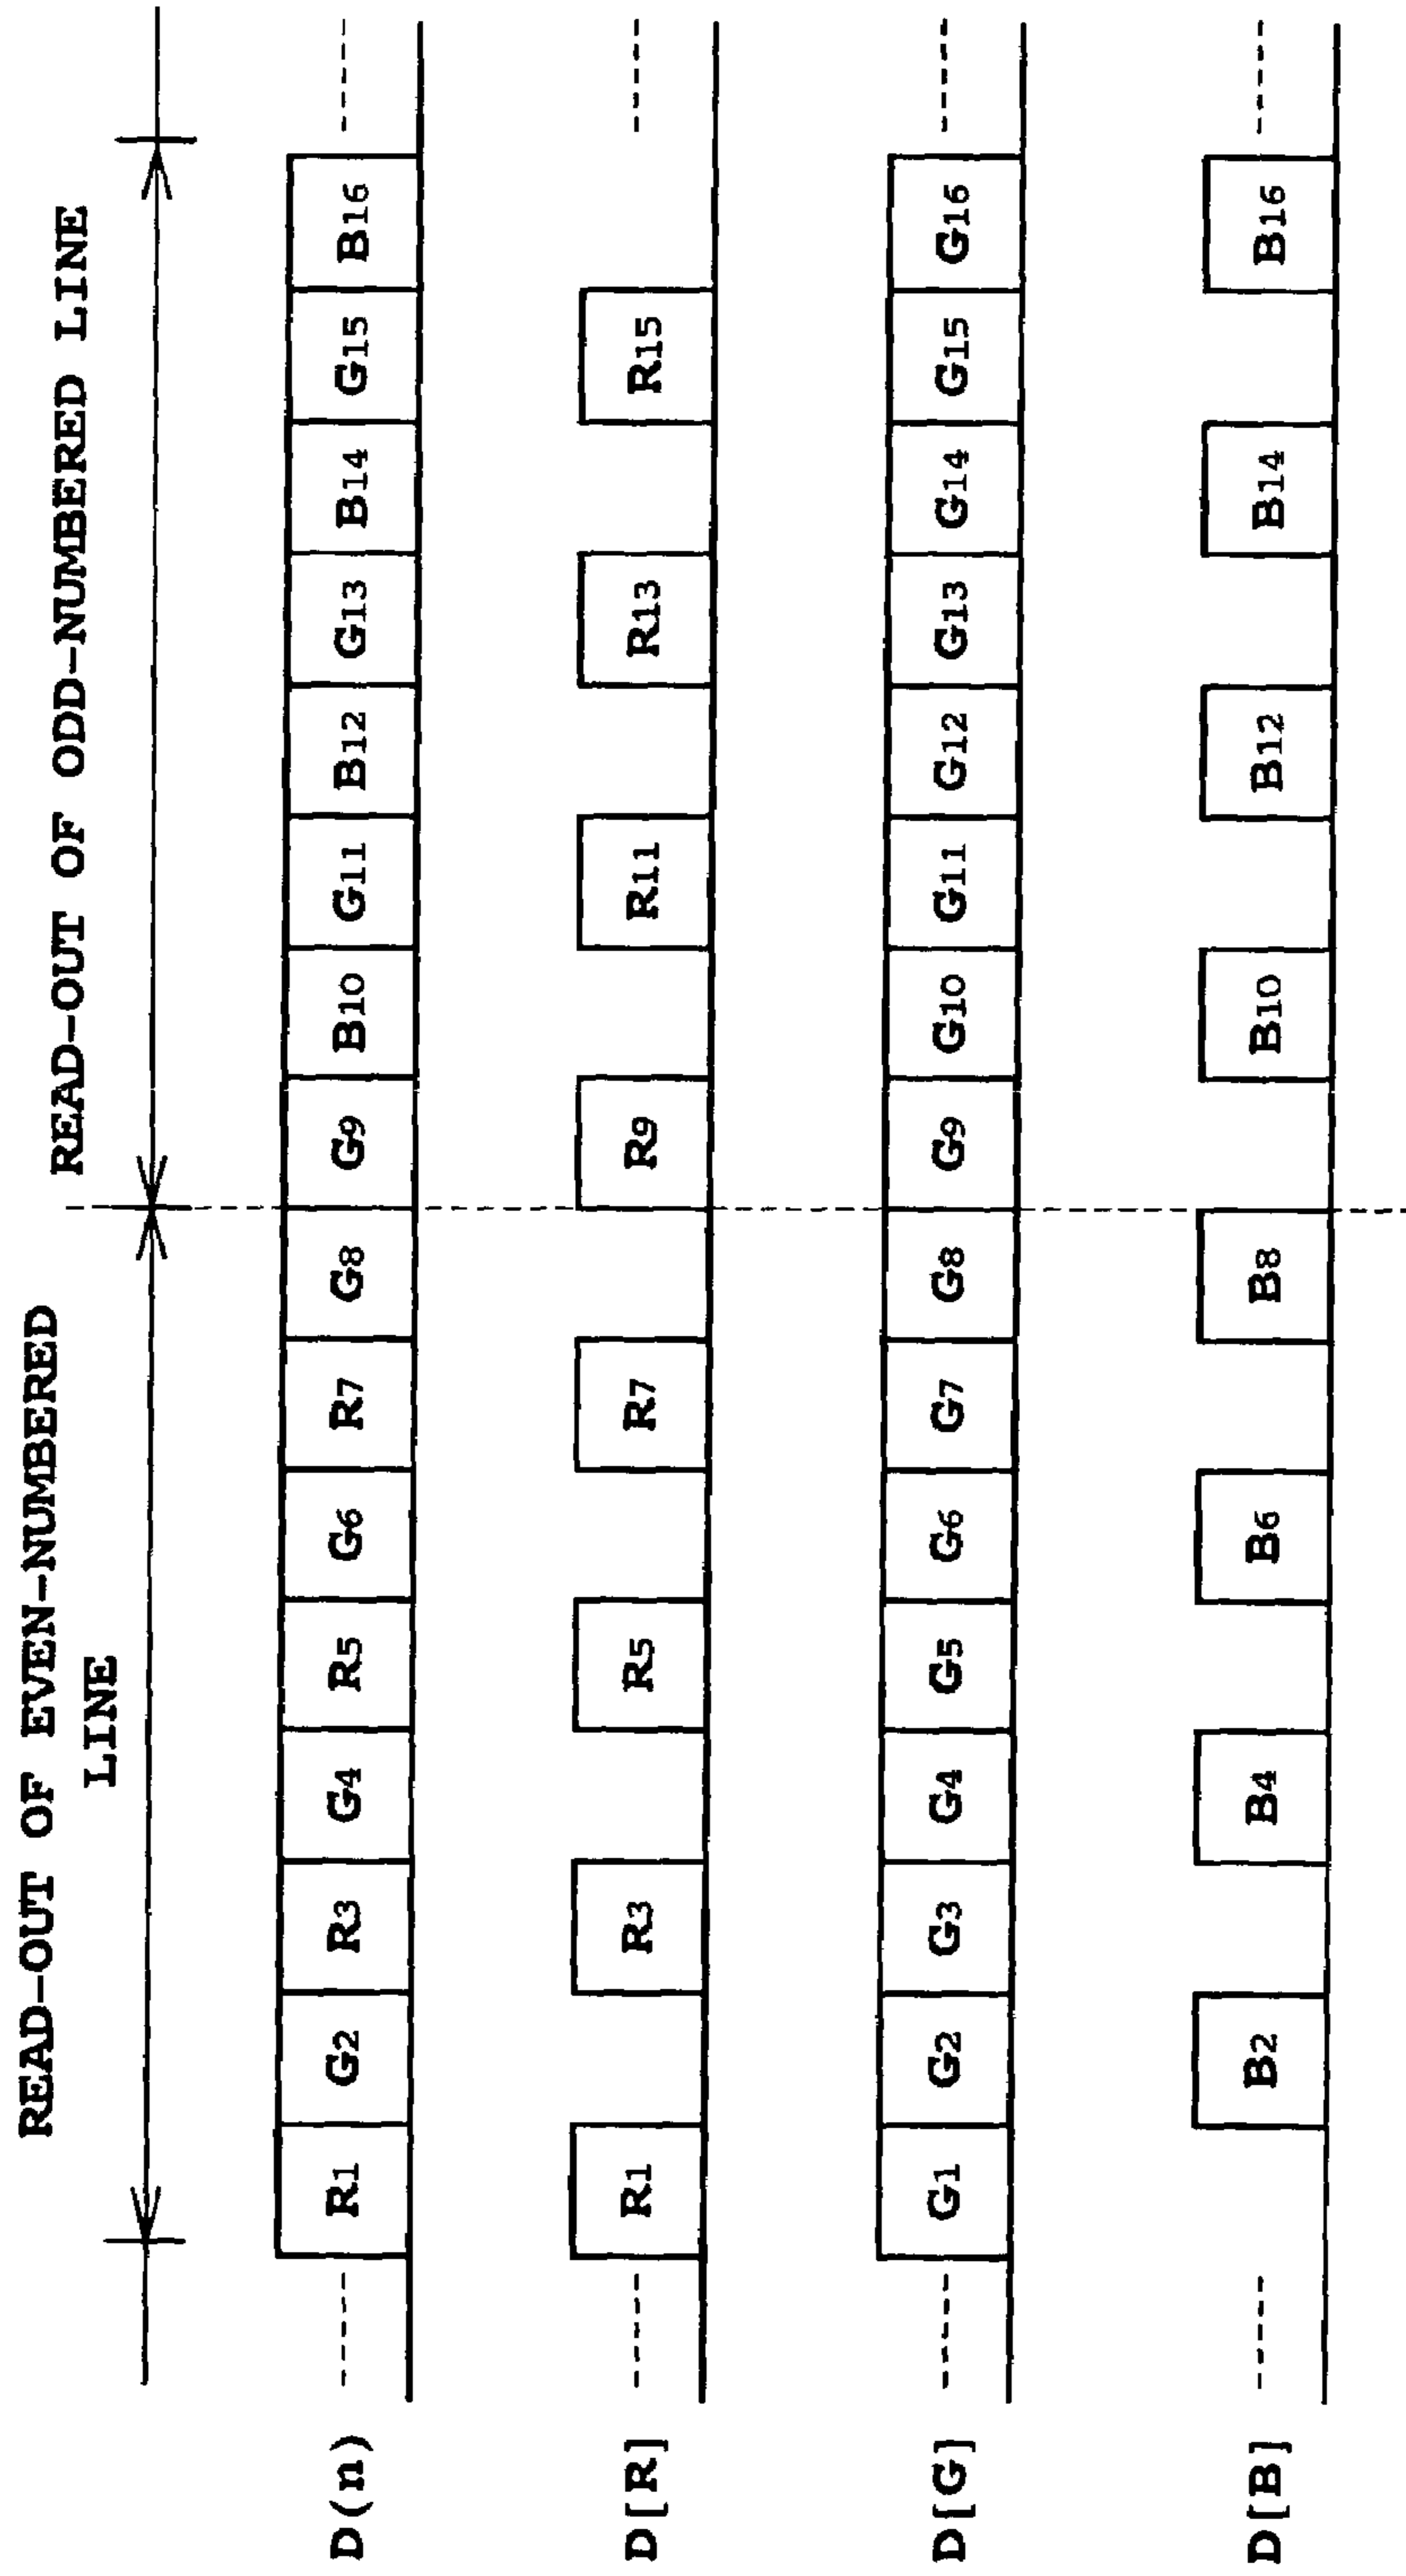 READ-OUT OF EVEN-NUMBERED
LINE
READ-OUT OF ODD-NUMBERED LINE
D(n) ----- R1 G2 R3 G4 R5 G6 R7 G8 G9 B10 G11 B12 G13 B14 G15 B16 -----
D[R] ----- R1 R3 R5 R7 R9 R11 R13 R15 -----
D[G] ----- G1 G2 G3 G4 G5 G6 G7 G8 G9 G10 G11 G12 G13 G14 G15 G16 -----
D[B] ----- B2 B4 B6 B8 B10 B12 B14 B16 -----